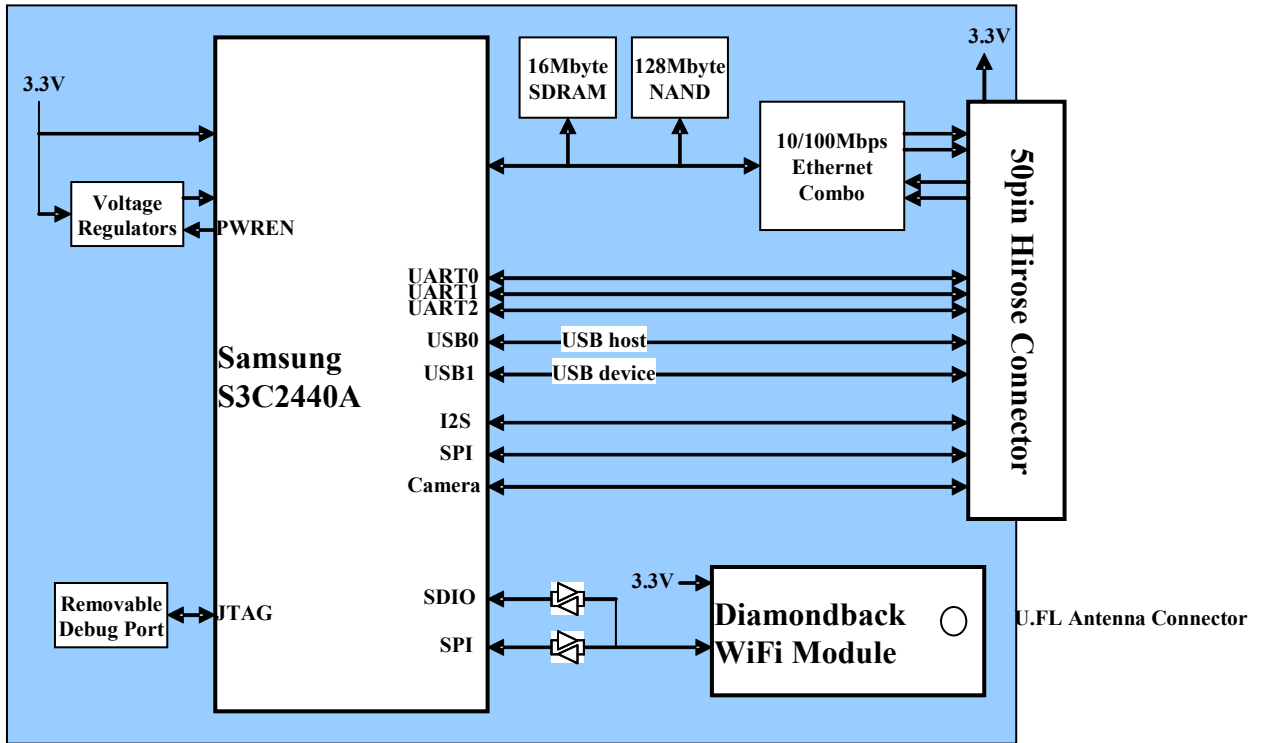 3.3V
16Mbyte
SDRAM
128Mbyte
NAND
3.3V
10/100Mbps
Ethernet
Combo
50pin Hirose Connector
Voltage
Regulators
PWREN
UART0
UART1
UART2
USB0
USB host
USB1
USB device
Samsung
S3C2440A
I2S
SPI
Camera
Removable
Debug Port
JTAG
SDIO
SPI
3.3V
Diamondback
WiFi Module
U.FL Antenna Connector